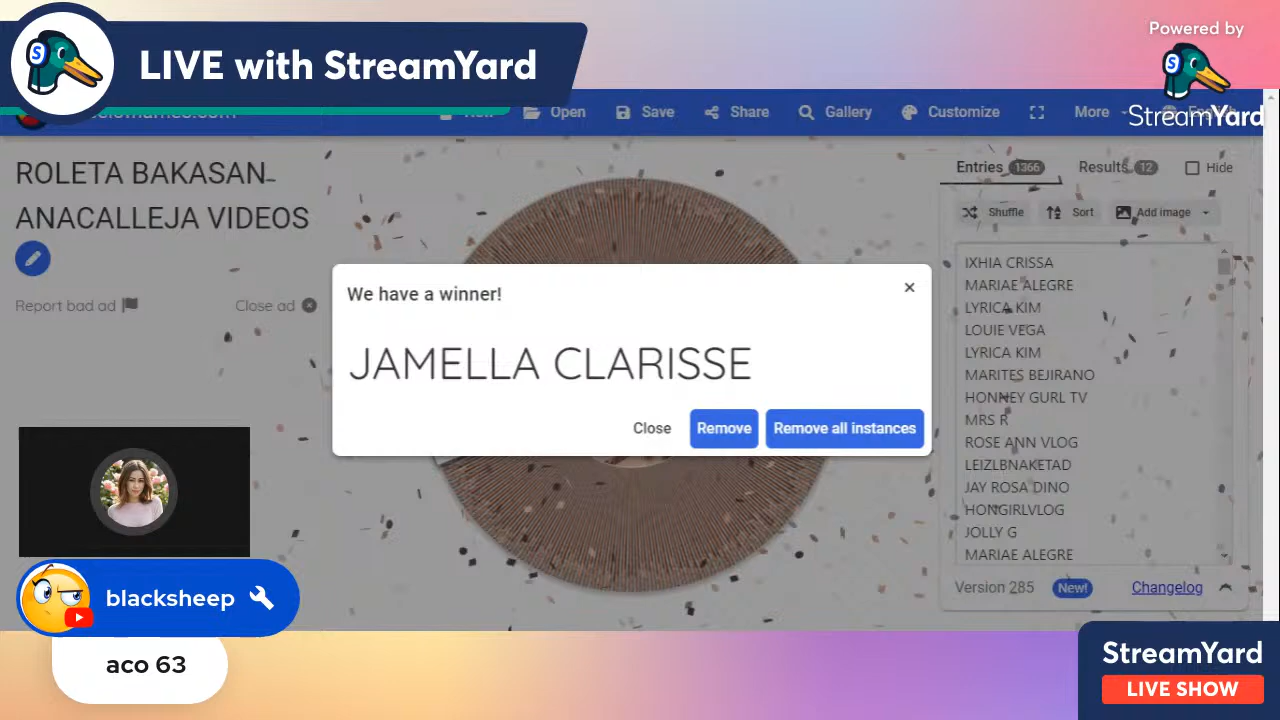 LIVE with StreamYard
Powered by
StreamYard
Open
Save
Share
Gallery
Customize
More
ROLETA BAKASAN
ANACALLEJA VIDEOS
Report bad ad
Close ad
Entries 1366
Results 12
Hide
Shuffle
Sort
Add image
IXHIA CRISSA
MARIAE ALEGRE
LYRICA KIM
LOUIE VEGA
LYRICA KIM
MARITES BEJIRANO
HONNEY GURL TV
MRS R
ROSE ANN VLOG
LEIZLBNAKETAD
JAY ROSA DINO
HONGIRLVLOG
JOLLY G
MARIAE ALEGRE
Version 285
New!
Changelog
We have a winner!
JAMELLA CLARISSE
Close
Remove
Remove all instances
S
blacksheep
aco 63
StreamYard
LIVE SHOW